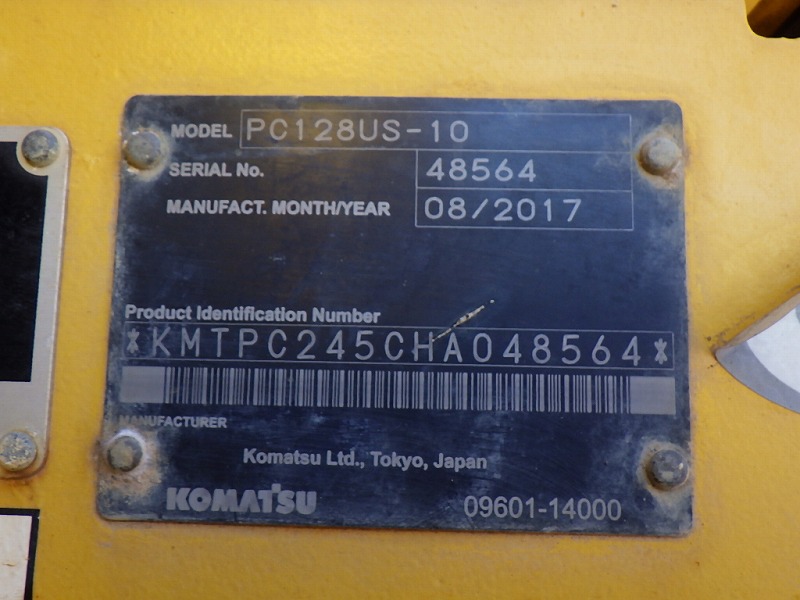 MODEL PC128US-10
SERIAL No. 48564
MANUFACT. MONTH/YEAR 08/2017
Product Identification Number
*KMTPC245CHA048564*
MANUFACTURER
Komatsu Ltd., Tokyo, Japan
KOMATSU 09601-14000